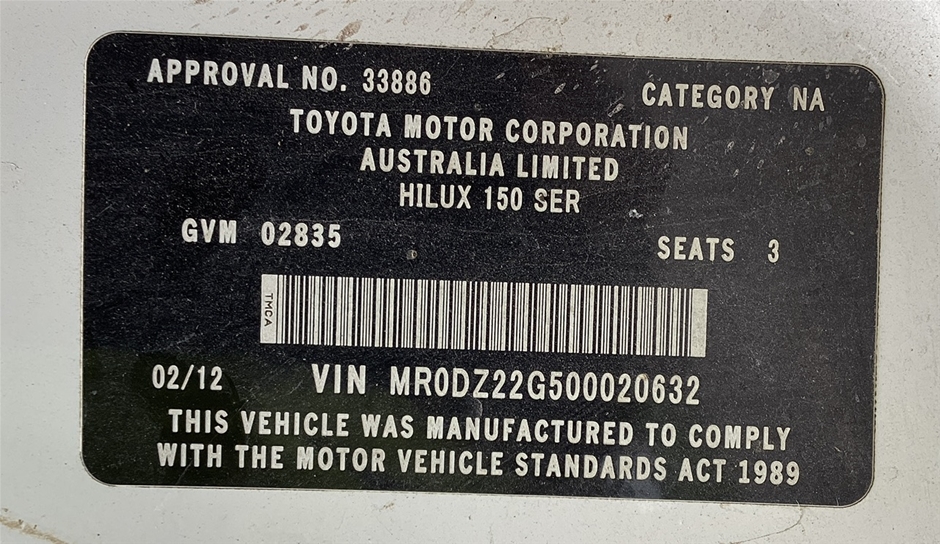 APPROVAL NO. 33886 CATEGORY NA
TOYOTA MOTOR CORPORATION
AUSTRALIA LIMITED
HILUX 150 SER
GVM 02835 SEATS 3
TMCA
02/12 VIN MR0DZ22G500020632
THIS VEHICLE WAS MANUFACTURED TO COMPLY
WITH THE MOTOR VEHICLE STANDARDS ACT 1989